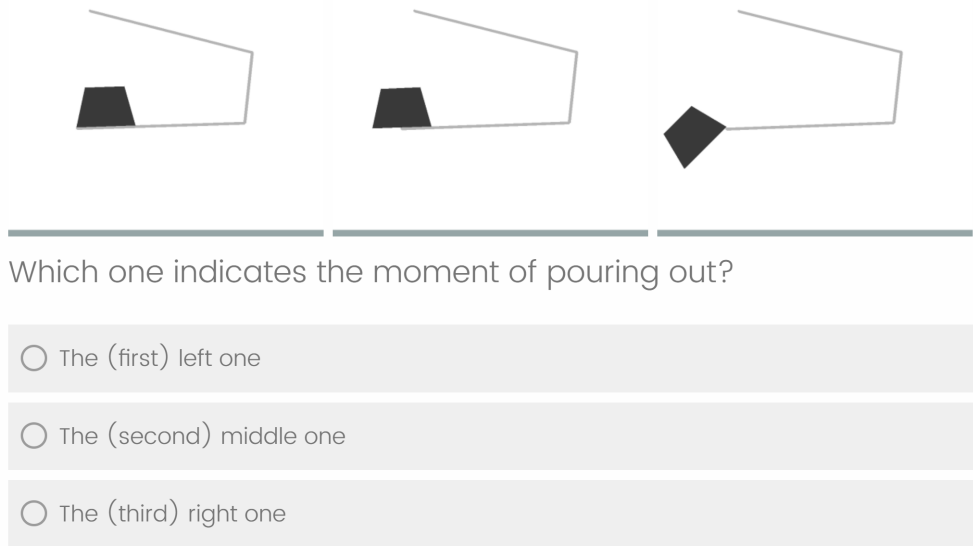 Which one indicates the moment of pouring out?
The (first) left one
The (second) middle one
The (third) right one